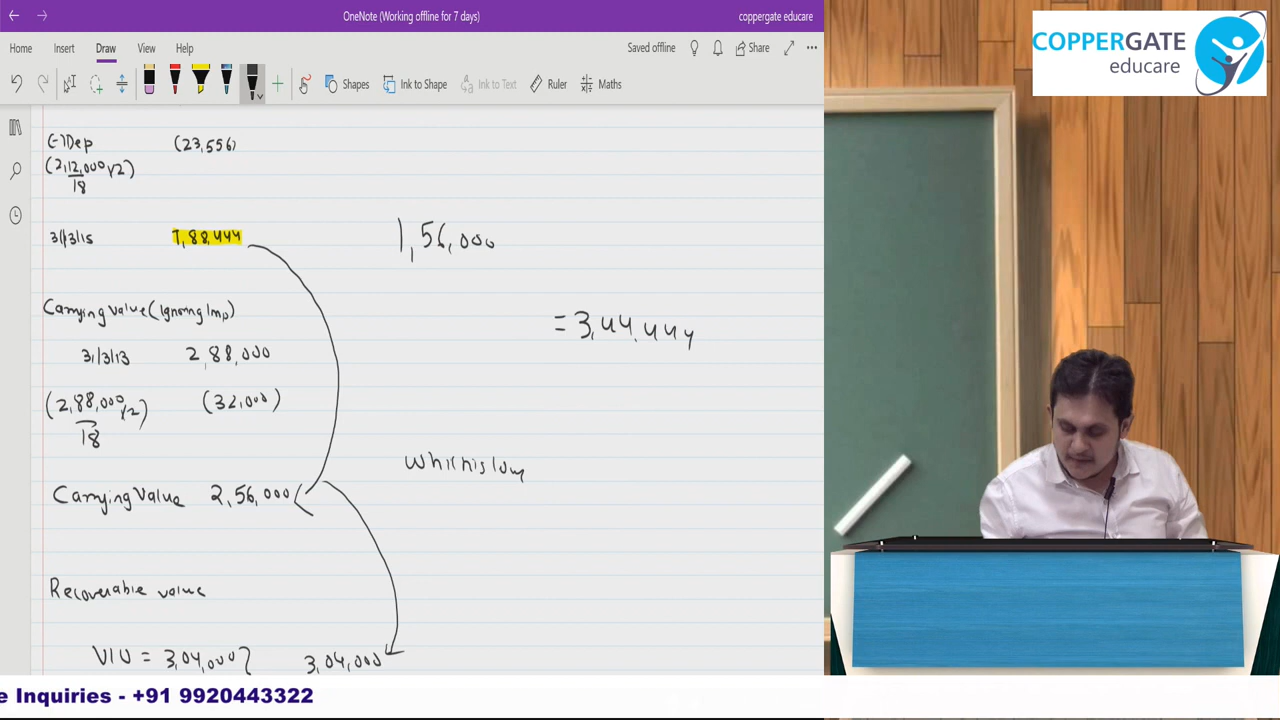 OneNote (Working offline for 7 days)
coppergate educare
Home Insert Draw View Help
Saved offline
Share
Shapes
Ink to Shape
Ink to Text
Ruler
Maths
COPPERGATE
educare
(-) Dep (23,556)
(2,12,000 x 2)
18
31/3/15 1,88,444
1,56,000
Carrying value (Ignoring Imp)
= 3,44,444
31/3/13 2,88,000
(2,88,000 x 2) (32,000)
18
Which is low
Carrying value 2,56,000
Recoverable value
VIU = 3,04,000 3,04,000
e Inquiries - +91 9920443322